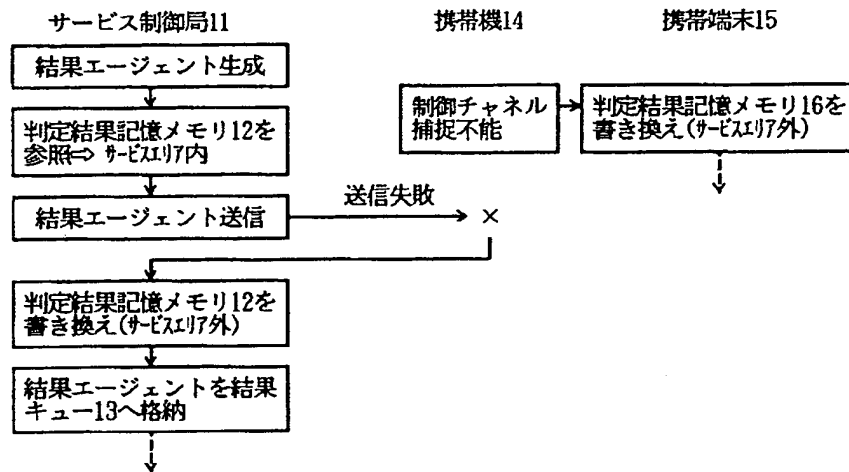 サービス制御局11
携帯機14
携帯端末15
結果エージェント生成
制御チャネル
捕捉不能
判定結果記憶メモリ16を
書き換え(サービスエリア外)
判定結果記憶メモリ12を
参照⇒ サービスエリア内
結果エージェント送信
送信失敗
×
判定結果記憶メモリ12を
書き換え(サービスエリア外)
結果エージェントを結果
キュー13へ格納